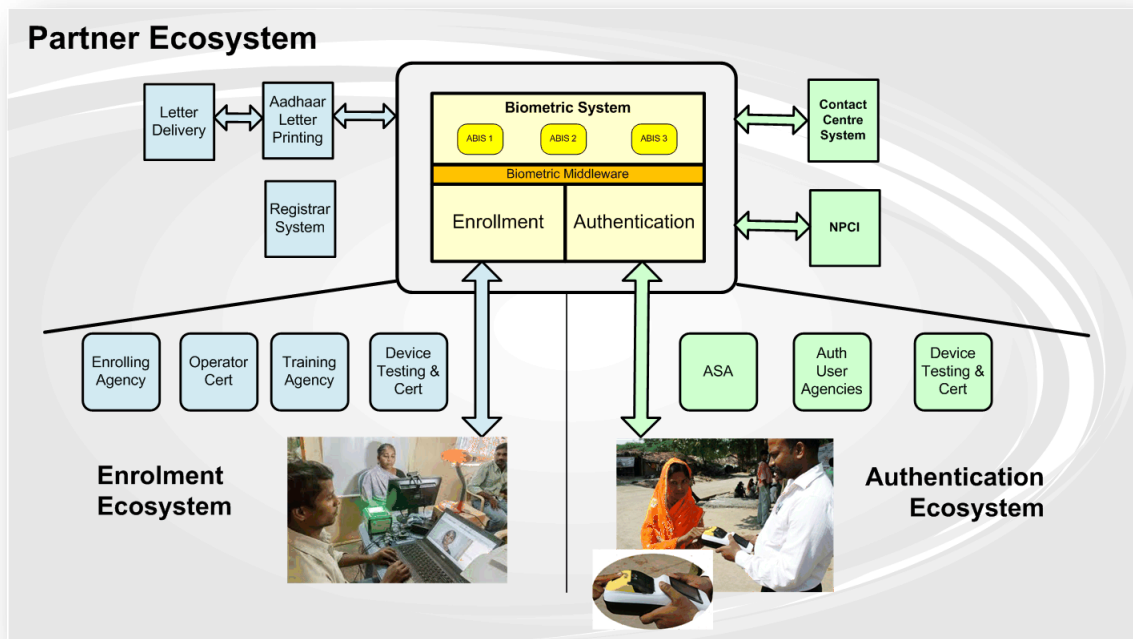 Partner Ecosystem
Letter
Delivery
Aadhaar
Letter
Printing
Registrar
System
Biometric System
ABIS 1
ABIS 2
ABIS 3
Biometric Middleware
Enrollment
Authentication
Contact
Centre
System
NPCI
Enrolling
Agency
Operator
Cert
Training
Agency
Device
Testing &
Cert
ASA
Auth
User
Agencies
Device
Testing &
Cert
Enrolment
Ecosystem
Authentication
Ecosystem